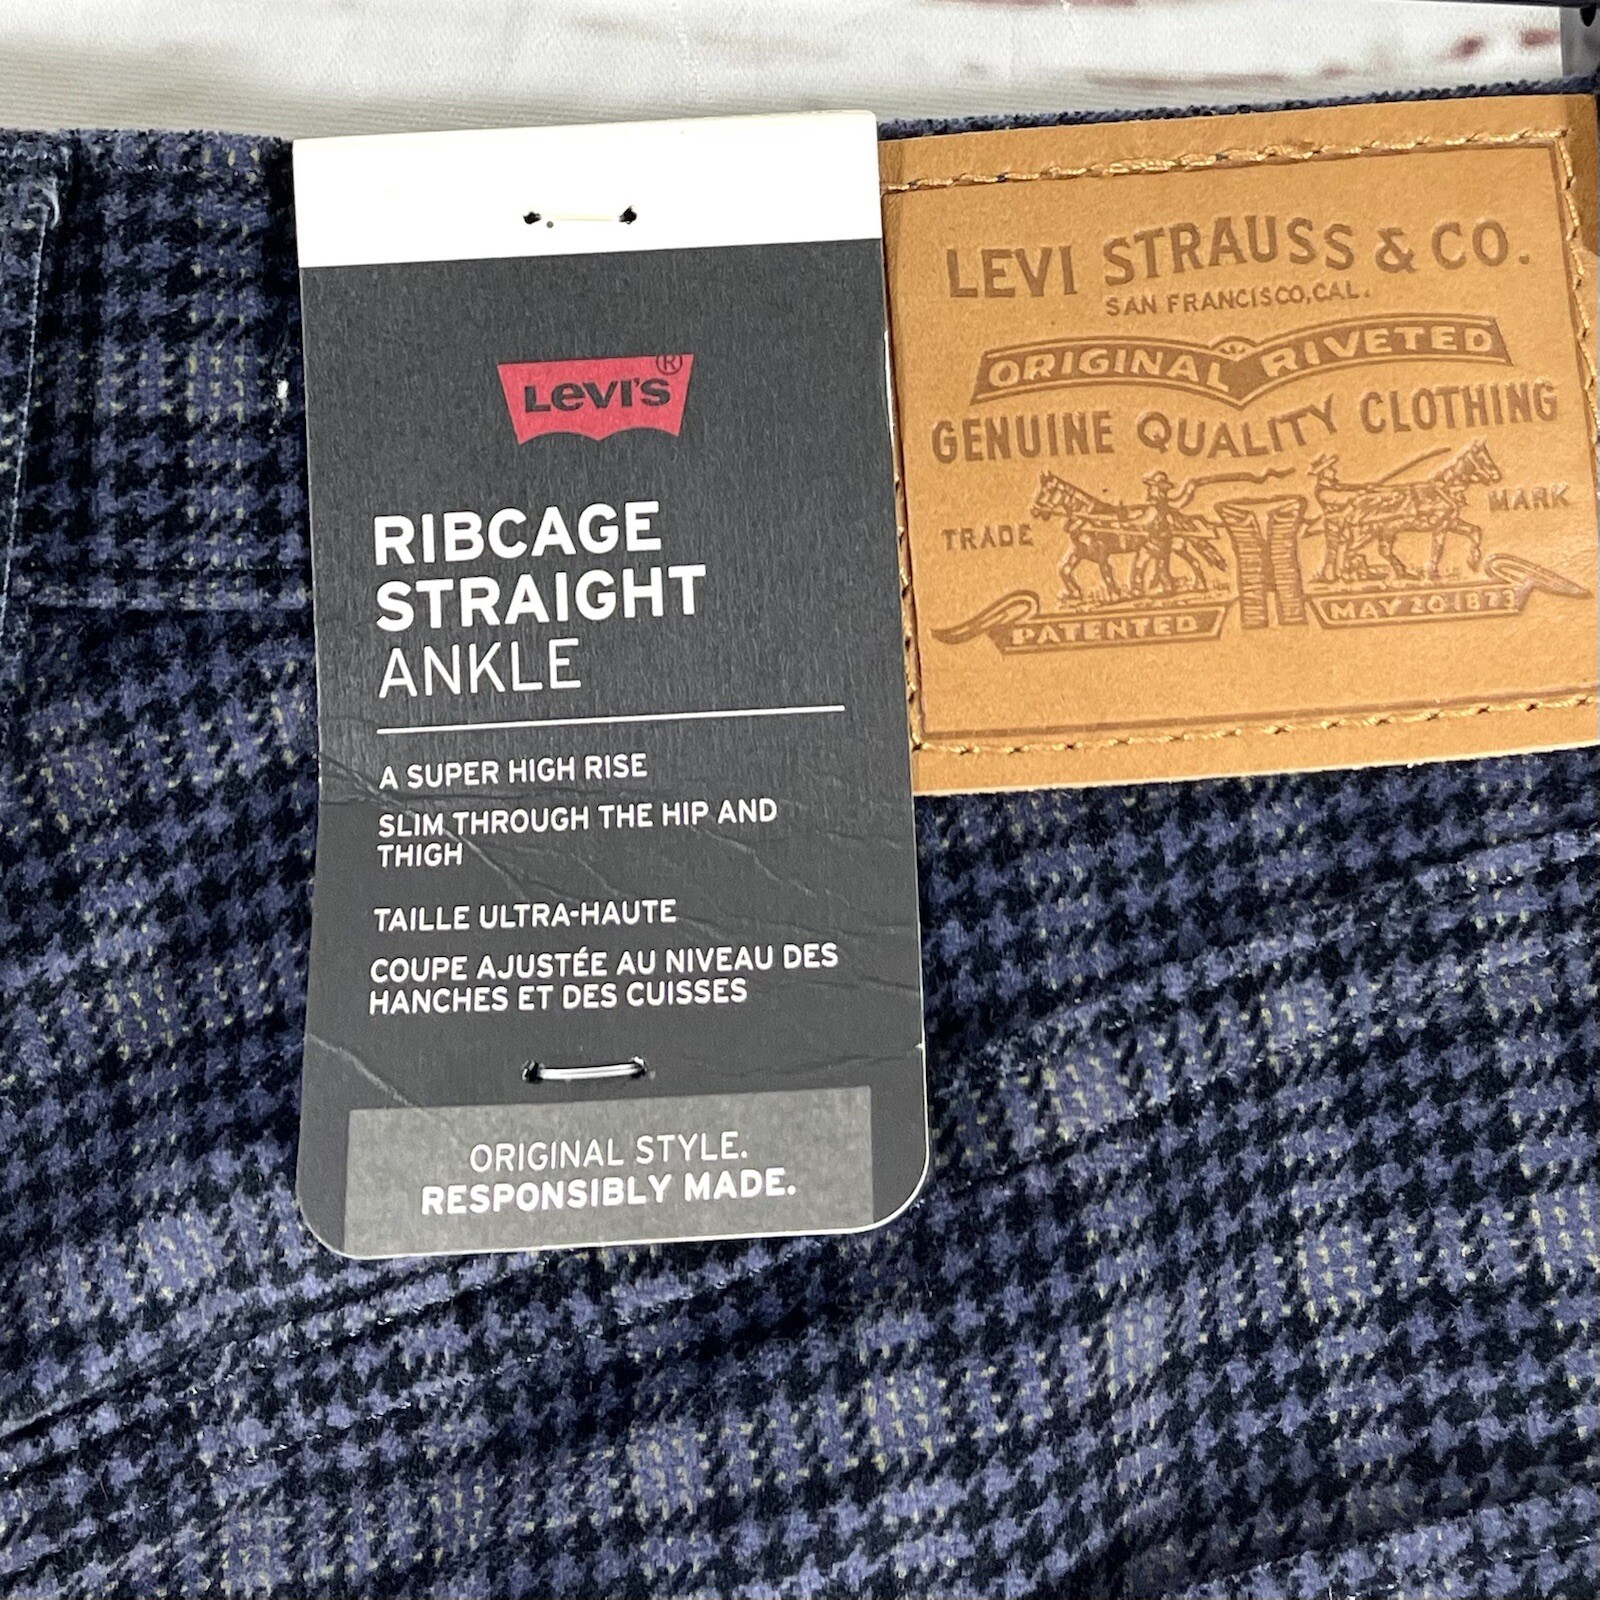 Levi's®
RIBCAGE
STRAIGHT
ANKLE
A SUPER HIGH RISE
SLIM THROUGH THE HIP AND
THIGH
TAILLE ULTRA-HAUTE
COUPE AJUSTÉE AU NIVEAU DES
HANCHES ET DES CUISSES
ORIGINAL STYLE.
RESPONSIBLY MADE.
LEVI STRAUSS & CO.
SAN FRANCISCO, CAL.
ORIGINAL RIVETED
GENUINE QUALITY CLOTHING
TRADE MARK
PATENTED MAY 20 1873